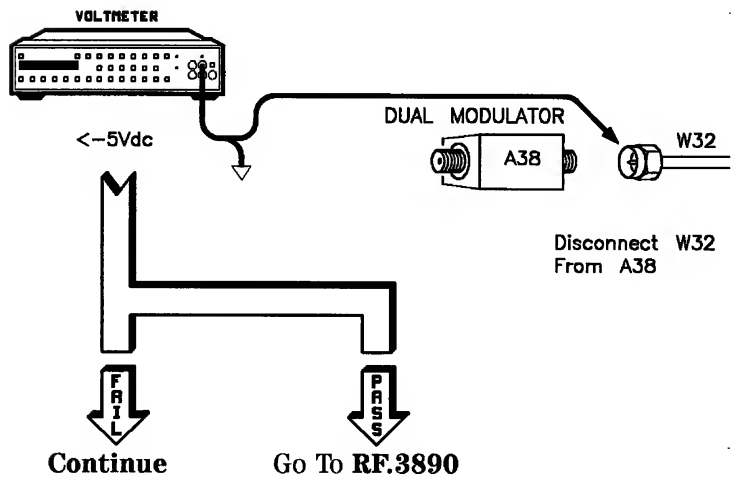 VOLTMETER
<-5Vdc
DUAL MODULATOR
A38
W32
Disconnect W32
From A38
FAIL
PASS
Continue
Go To RF.3890